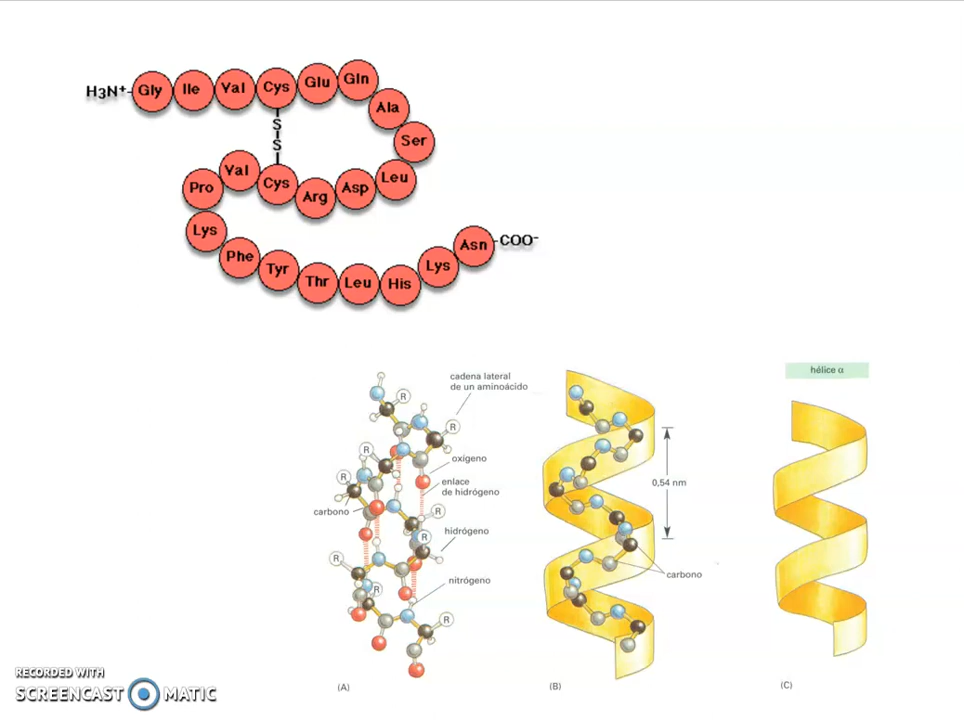 H3N+ Gly Ile Val Cys Glu Gln
Ala
Ser
Leu
Asp
Arg
Cys
S
S
Val
Pro
Lys
Phe
Tyr
Thr
Leu
His
Lys
Asn COO-
cadena lateral
de un aminoácido
R
R
R
R
oxígeno
enlace
de hidrógeno
carbono
R
hidrógeno
R
R
nitrógeno
R
R
(A)
0,54 nm
carbono
(B)
hélice α
(C)
RECORDED WITH
SCREENCAST MATIC